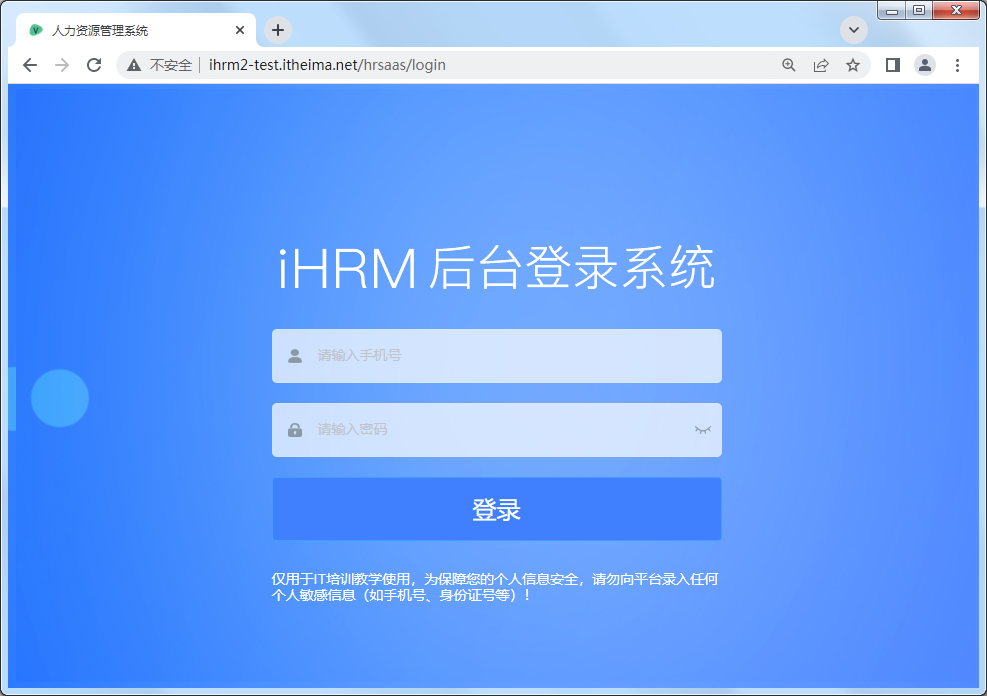 人力资源管理系统
不安全
ihrm2-test.itheima.net/hrsaas/login
iHRM 后台登录系统
请输入手机号
请输入密码
登录
仅用于IT培训教学使用，为保障您的个人信息安全，请勿向平台录入任何
个人敏感信息（如手机号、身份证号等）！